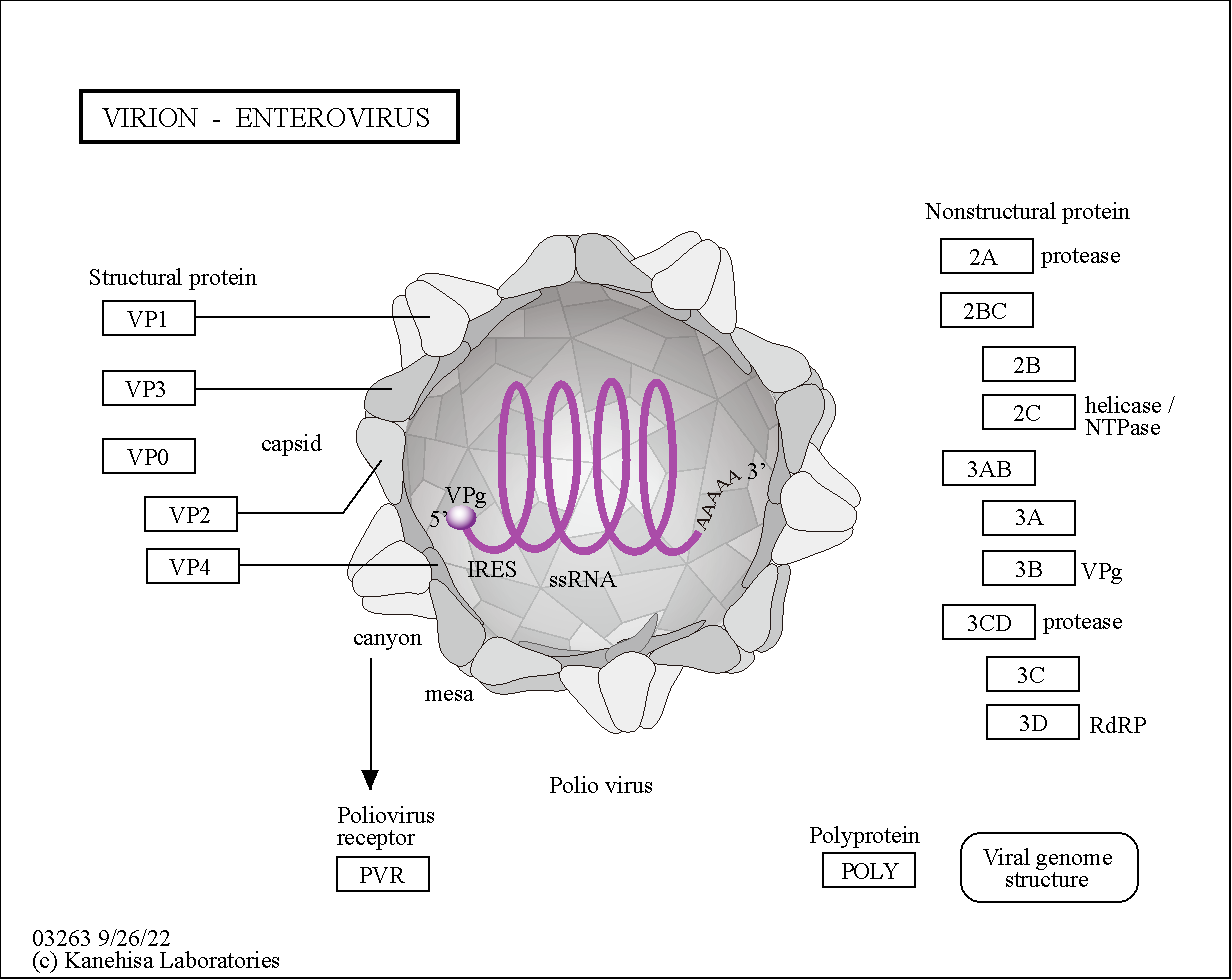 VIRION - ENTEROVIRUS
Structural protein
VP1
VP3
VP0
VP2
VP4
capsid
VPg
5’
IRES
ssRNA
AAAAA 3’
canyon
mesa
Poliovirus
receptor
PVR
Polio virus
Nonstructural protein
2A protease
2BC
2B
2C helicase /
NTPase
3AB
3A
3B VPg
3CD protease
3C
3D RdRP
Polyprotein
POLY
Viral genome
structure
03263 9/26/22
(c) Kanehisa Laboratories